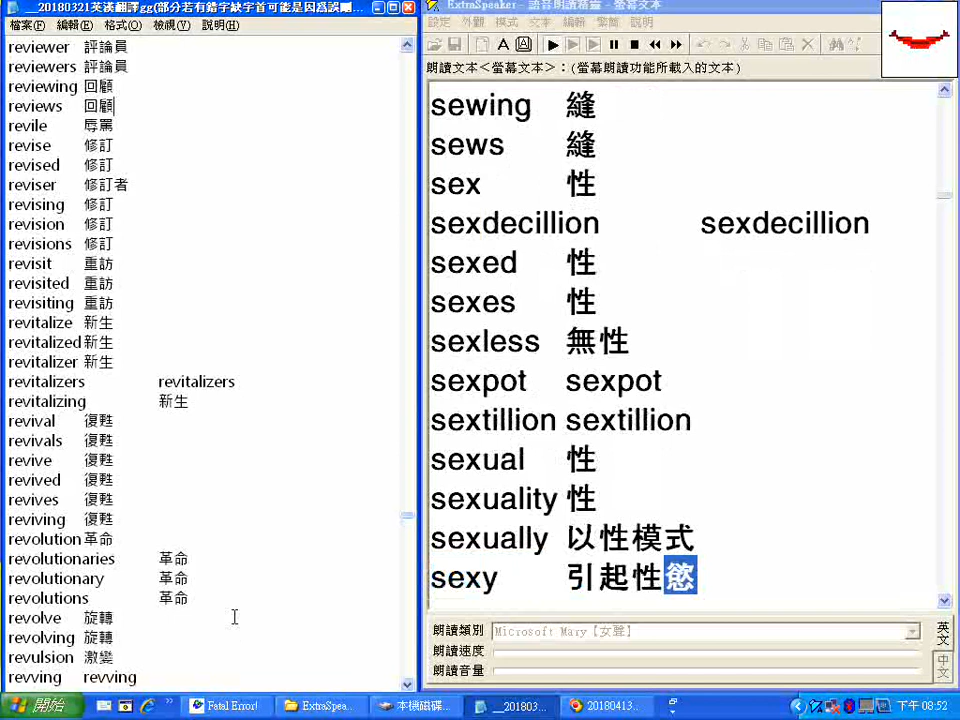 __20180321英漢翻譯gg(部分若有錯字缺字首可能是因為誤刪...
檔案(F) 編輯(E) 格式(O) 檢視(V) 說明(H)
reviewer 評論員
reviewers 評論員
reviewing 回顧
reviews 回顧
revile 辱罵
revise 修訂
revised 修訂
reviser 修訂者
revising 修訂
revision 修訂
revisions 修訂
revisit 重訪
revisited 重訪
revisiting 重訪
revitalize 新生
revitalized 新生
revitalizer 新生
revitalizers revitalizers
revitalizing 新生
revival 復甦
revivals 復甦
revive 復甦
revived 復甦
revives 復甦
reviving 復甦
revolution 革命
revolutionaries 革命
revolutionary 革命
revolutions 革命
revolve 旋轉
revolving 旋轉
revulsion 激變
revving revving
ExtraSpeaker - 語音朗讀精靈 - 螢幕文本
設定 外觀 模式 文本 編輯 繁簡 說明
朗讀文本<螢幕文本>：(螢幕朗讀功能所載入的文本)
sewing 縫
sews 縫
sex 性
sexdecillion sexdecillion
sexed 性
sexes 性
sexless 無性
sexpot sexpot
sextillion sextillion
sexual 性
sexuality 性
sexually 以性模式
sexy 引起性慾
朗讀類別 Microsoft Mary【女聲】
朗讀速度
朗讀音量
英文
中文
開始 Fatal Error! ExtraSpea... 本機磁碟... __201803... 20180413... 下午 08:52